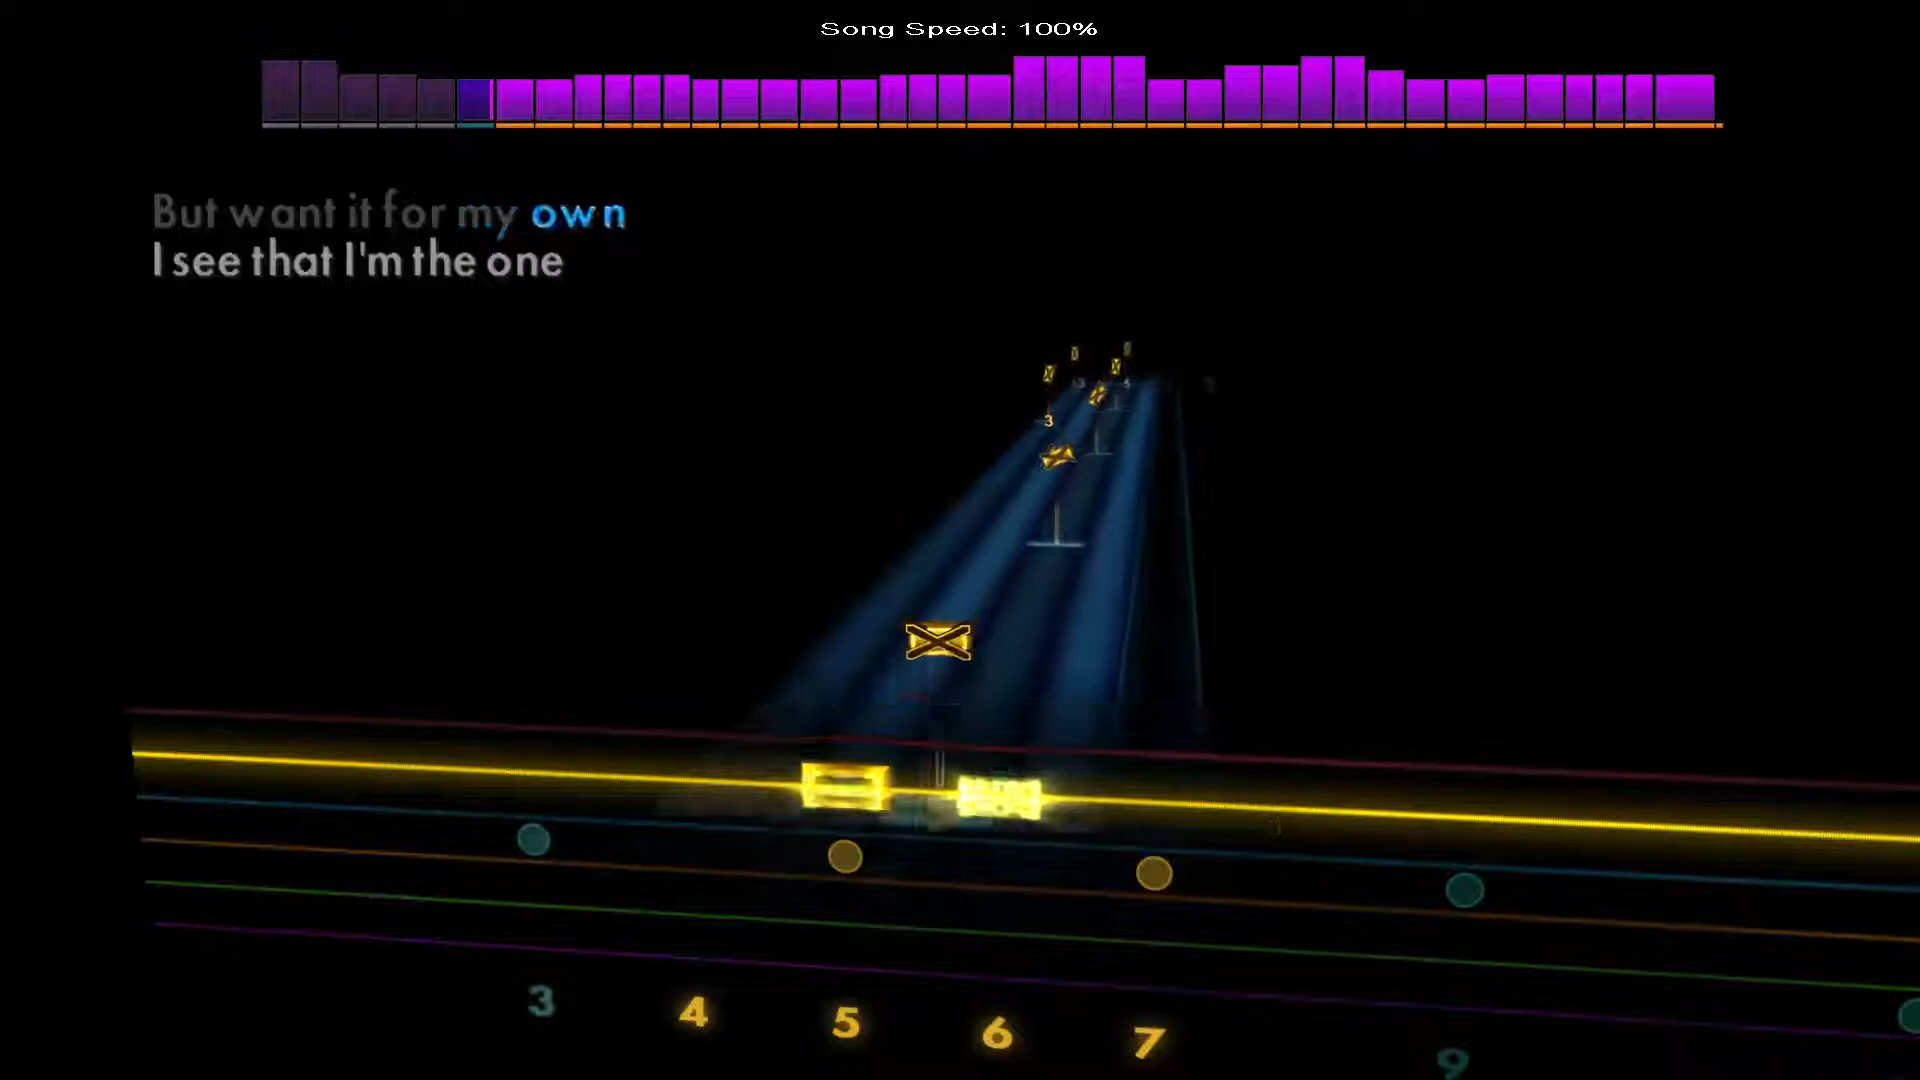 Song Speed: 100%
But want it for my own
I see that I'm the one
3
3 4 5 6 7 9